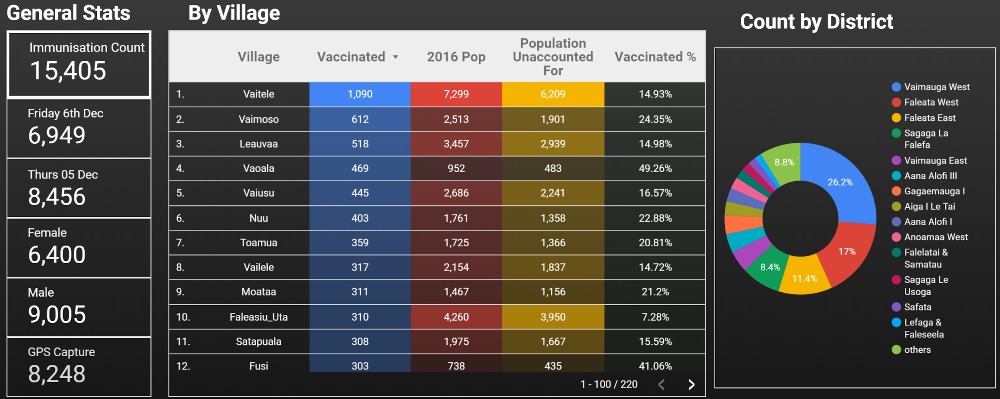 General Stats
Immunisation Count
15,405
Friday 6th Dec
6,949
Thurs 05 Dec
8,456
Female
6,400
Male
9,005
GPS Capture
8,248
By Village
Village Vaccinated 2016 Pop Population Unaccounted For Vaccinated %
1. Vaitele 1,090 7,299 6,209 14.93%
2. Vaimoso 612 2,513 1,901 24.35%
3. Leauvaa 518 3,457 2,939 14.98%
4. Vaoala 469 952 483 49.26%
5. Vaiusu 445 2,686 2,241 16.57%
6. Nuu 403 1,761 1,358 22.88%
7. Toamua 359 1,725 1,366 20.81%
8. Vailele 317 2,154 1,837 14.72%
9. Moataa 311 1,467 1,156 21.2%
10. Faleasiu_Uta 310 4,260 3,950 7.28%
11. Satapuala 308 1,975 1,667 15.59%
12. Fusi 303 738 435 41.06%
1 - 100 / 220
Count by District
8.8%
26.2%
17%
11.4%
8.4%
Vaimauga West
Faleata West
Faleata East
Sagaga La
Falefa
Vaimauga East
Aana Alofi III
Gagaemauga I
Aiga I Le Tai
Aana Alofi I
Anoamaa West
Falelatai &
Samatau
Sagaga Le
Usoga
Safata
Lefaga &
Faleseela
others